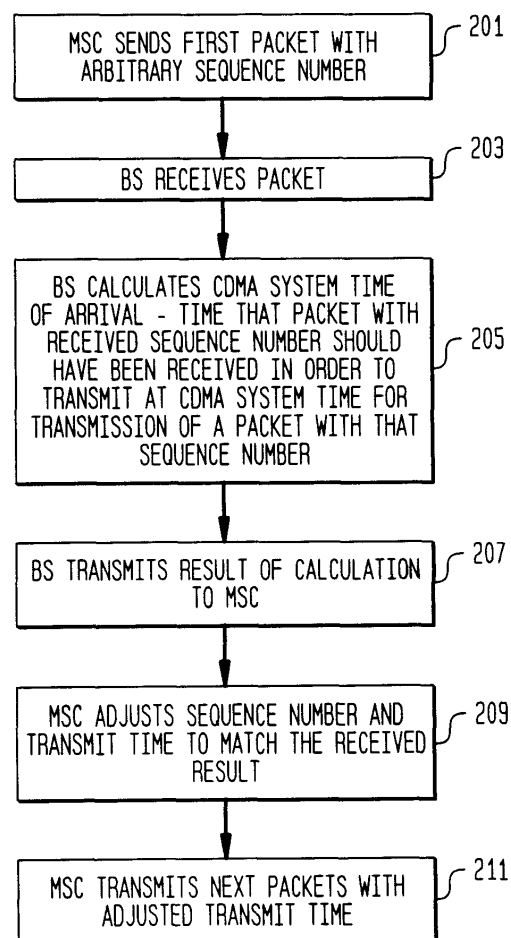 MSC SENDS FIRST PACKET WITH
ARBITRARY SEQUENCE NUMBER
201
BS RECEIVES PACKET
203
BS CALCULATES CDMA SYSTEM TIME
OF ARRIVAL - TIME THAT PACKET WITH
RECEIVED SEQUENCE NUMBER SHOULD
HAVE BEEN RECEIVED IN ORDER TO
TRANSMIT AT CDMA SYSTEM TIME FOR
TRANSMISSION OF A PACKET WITH THAT
SEQUENCE NUMBER
205
BS TRANSMITS RESULT OF CALCULATION
TO MSC
207
MSC ADJUSTS SEQUENCE NUMBER AND
TRANSMIT TIME TO MATCH THE RECEIVED
RESULT
209
MSC TRANSMITS NEXT PACKETS WITH
ADJUSTED TRANSMIT TIME
211